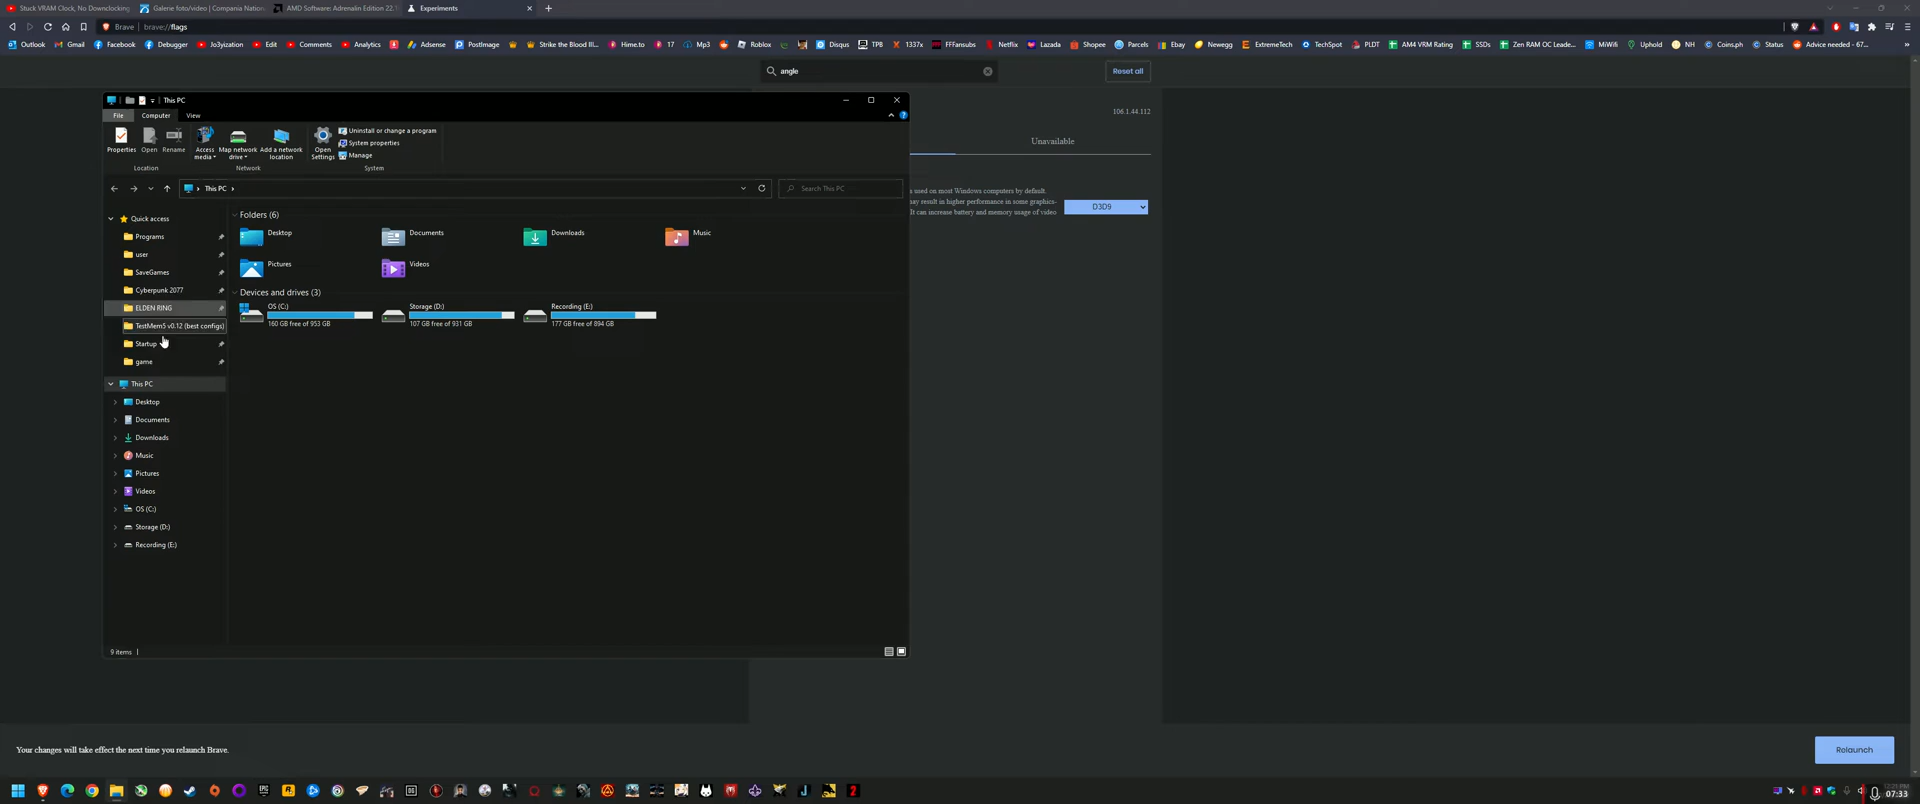 Stuck VRAM Clock, No Downclocking
Galerie foto/video | Compania Nation
AMD Software: Adrenalin Edition 22.
Experiments
Brave | brave://flags
Outlook Gmail Facebook Debugger Jo3yization Edit Comments Analytics Adsense PostImage Strike the Blood III... Hime.to 17 Mp3 Roblox Disqus TPB 1337x FFFansubs Netflix Lazada Shopee Parcels Ebay Newegg ExtremeTech TechSpot PLDT AM4 VRM Rating SSDs Zen RAM OC Leade... MiWifi Uphold NH Coins.ph Status Advice needed - 67...
angle
Reset all
106.1.44.112
Unavailable
s used on most Windows computers by default.
may result in higher performance in some graphics-
It can increase battery and memory usage of video
D3D9
This PC
File Computer View
Properties Open Rename
Access media
Map network drive
Add a network location
Open Settings
Uninstall or change a program
System properties
Manage
Location Network System
This PC
Search This PC
Quick access
Programs
user
SaveGames
Cyberpunk 2077
ELDEN RING
TestMem5 v0.12 (best configs)
Startup
game
This PC
Desktop
Documents
Downloads
Music
Pictures
Videos
OS (C:)
Storage (D:)
Recording (E:)
Folders (6)
Desktop Documents Downloads Music
Pictures Videos
Devices and drives (3)
OS (C:)
160 GB free of 953 GB
Storage (D:)
107 GB free of 931 GB
Recording (E:)
177 GB free of 894 GB
9 items
Your changes will take effect the next time you relaunch Brave.
Relaunch
07:33